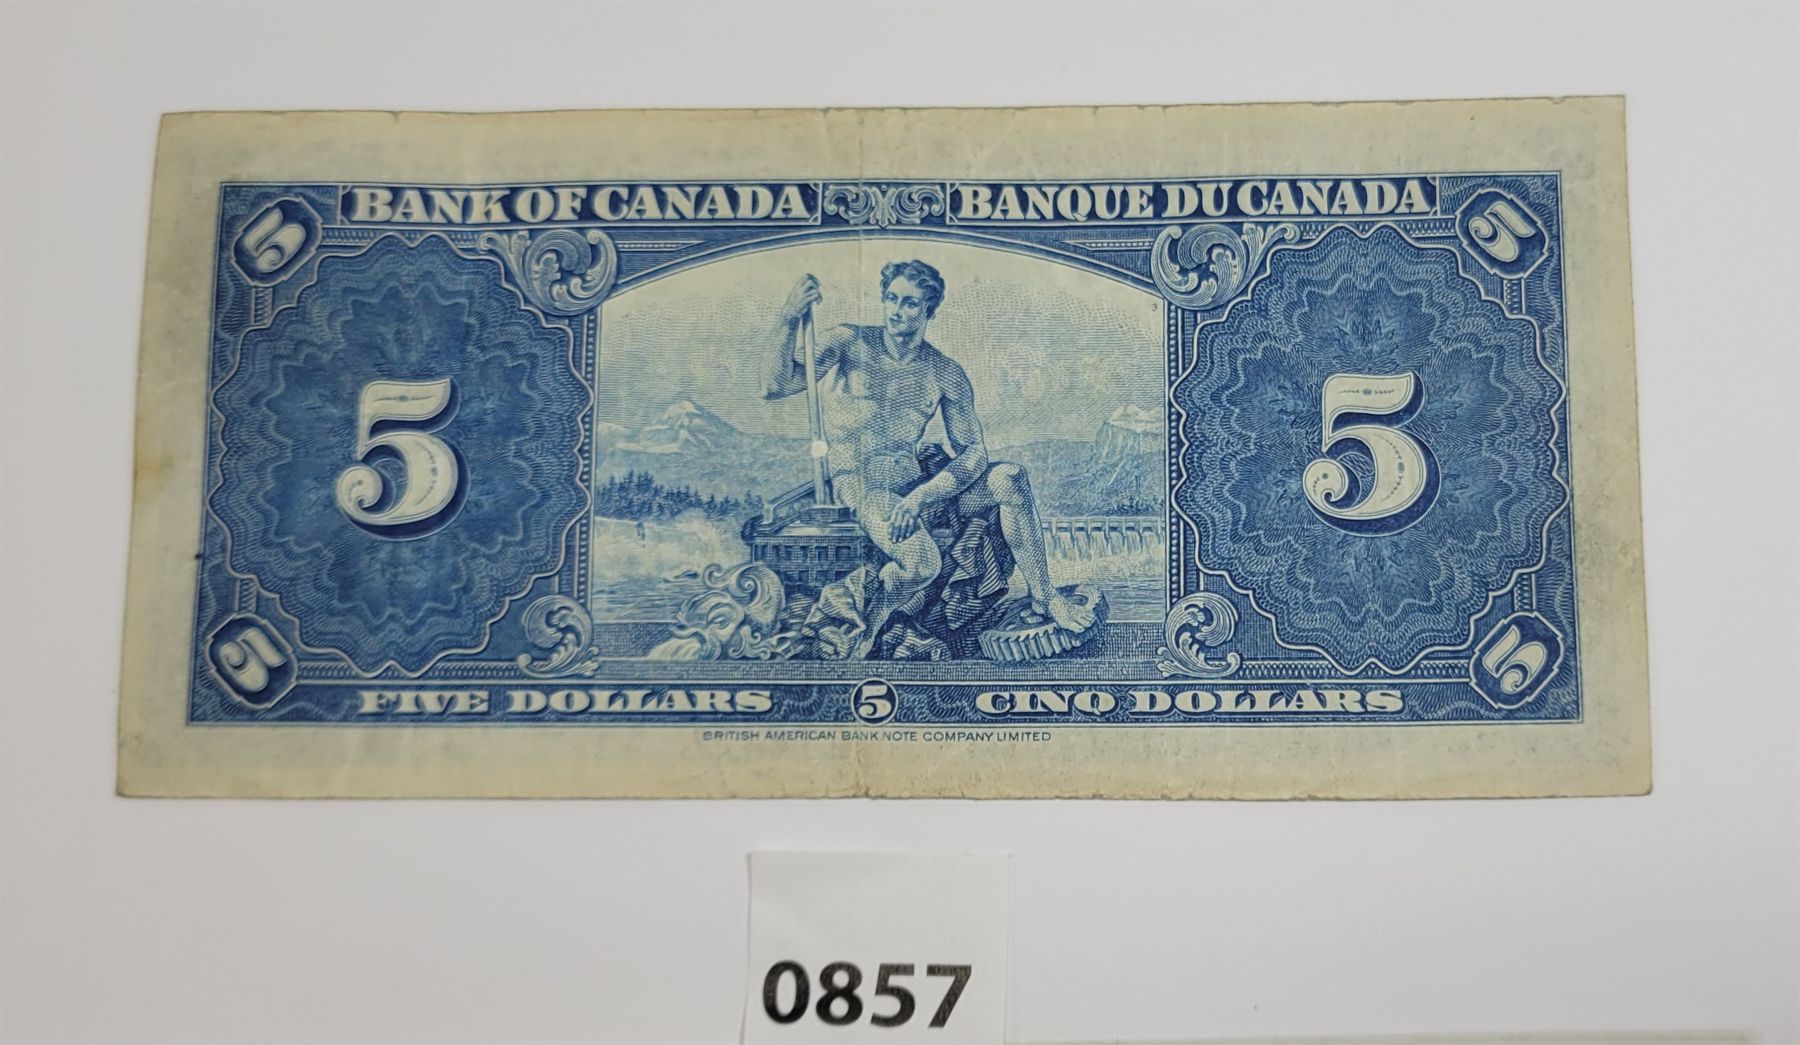 BANK OF CANADA BANQUE DU CANADA
5 5
3
5 5
5 5
FIVE DOLLARS 5 CINQ DOLLARS
BRITISH AMERICAN BANK NOTE COMPANY LIMITED
0857